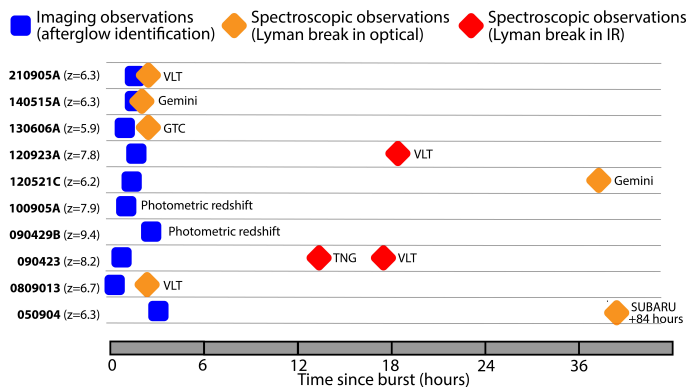 Imaging observations
(afterglow identification)
Spectroscopic observations
(Lyman break in optical)
Spectroscopic observations
(Lyman break in IR)
210905A (z=6.3) VLT
140515A (z=6.3) Gemini
130606A (z=5.9) GTC
120923A (z=7.8) VLT
120521C (z=6.2) Gemini
100905A (z=7.9) Photometric redshift
090429B (z=9.4) Photometric redshift
090423 (z=8.2) TNG VLT
0809013 (z=6.7) VLT
050904 (z=6.3) SUBARU
+84 hours
0 6 12 18 24 36
Time since burst (hours)